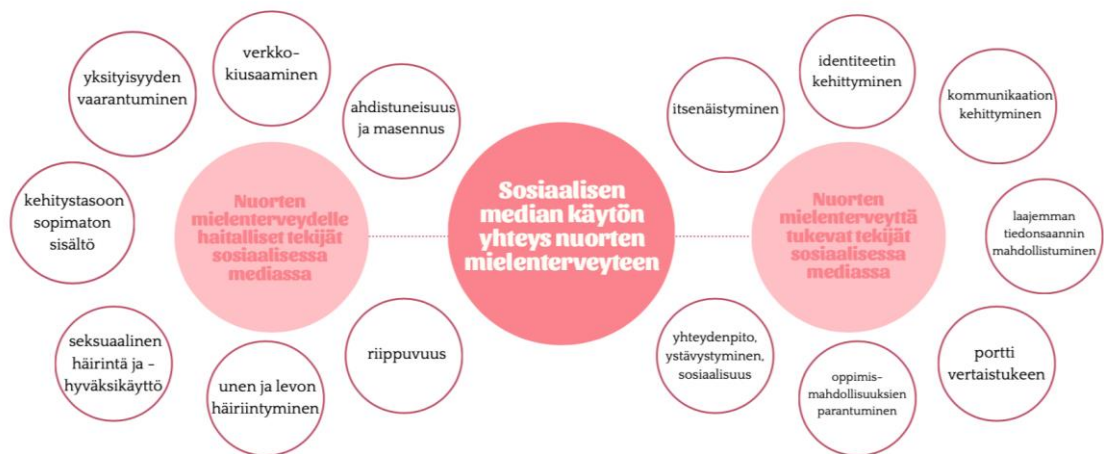 verkko-
kiusaaminen
yksityisyyden
vaarantuminen
ahdistuneisuus
ja masennus
kehitystasoon
sopimaton
sisältö
Nuorten
mielenterveydelle
haitalliset tekijät
sosiaalisessa
mediassa
seksuaalinen
häirintä ja -
hyväksikäyttö
unen ja levon
häiriintyminen
riippuvuus
Sosiaalisen
median käytön
yhteys nuorten
mielenterveyteen
itsenäistyminen
identiteetin
kehittyminen
kommunikaation
kehittyminen
Nuorten
mielenterveyttä
tukevat tekijät
sosiaalisessa
mediassa
laajemman
tiedonsaannin
mahdollistuminen
yhteydenpito,
ystävystyminen,
sosiaalisuus
oppimis-
mahdollisuuksien
parantuminen
portti
vertaistukeen